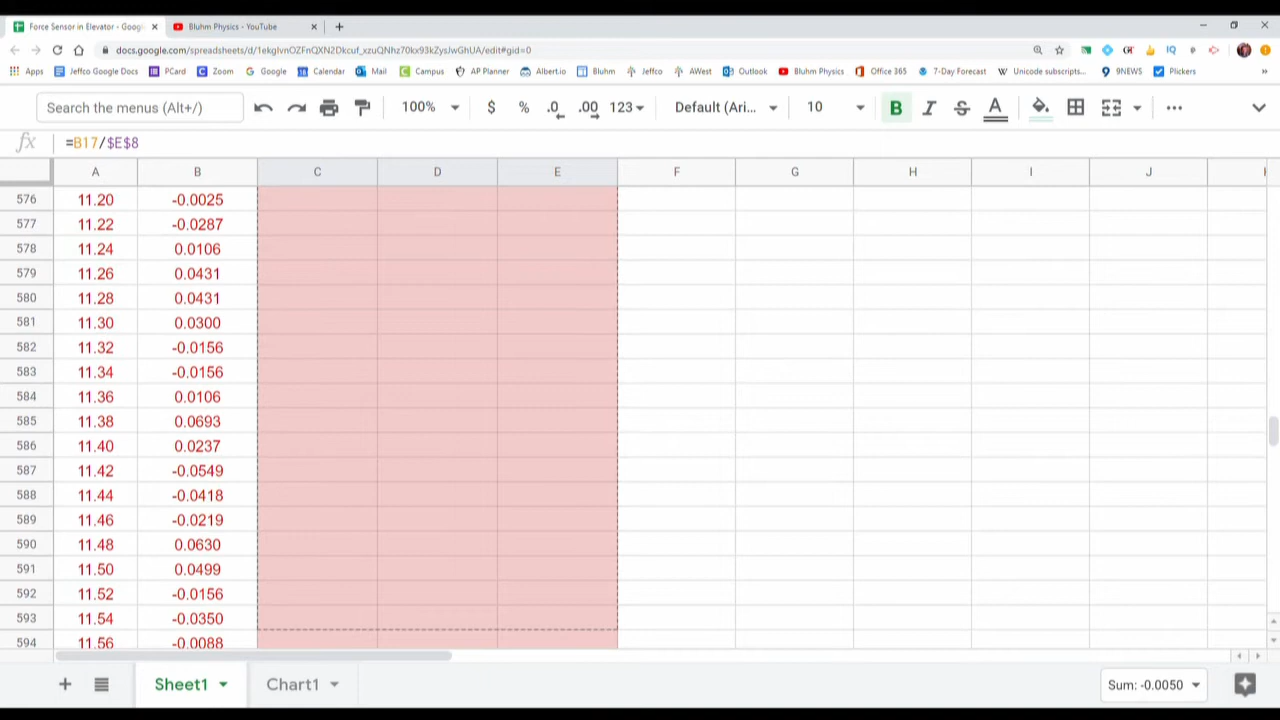 Force Sensor in Elevator - Googl
Bluhm Physics - YouTube
docs.google.com/spreadsheets/d/1ekgIvnOZFnQXN2Dkcuf_xzuQNhz70kx93kZysJwGhUA/edit#gid=0
Apps Jeffco Google Docs PCard Zoom Google Calendar Mail Campus AP Planner Albert.io Bluhm Jeffco AWest Outlook Bluhm Physics Office 365 7-Day Forecast Unicode subscripts... 9NEWS Plickers »
Search the menus (Alt+/) 100% $ % .0 .00 123 Default (Ari... 10 B I S A
fx =B17/$E$8
A B C D E F G H I J
576 11.20 -0.0025
577 11.22 -0.0287
578 11.24 0.0106
579 11.26 0.0431
580 11.28 0.0431
581 11.30 0.0300
582 11.32 -0.0156
583 11.34 -0.0156
584 11.36 0.0106
585 11.38 0.0693
586 11.40 0.0237
587 11.42 -0.0549
588 11.44 -0.0418
589 11.46 -0.0219
590 11.48 0.0630
591 11.50 0.0499
592 11.52 -0.0156
593 11.54 -0.0350
594 11.56 -0.0088
Sheet1 Chart1 Sum: -0.0050